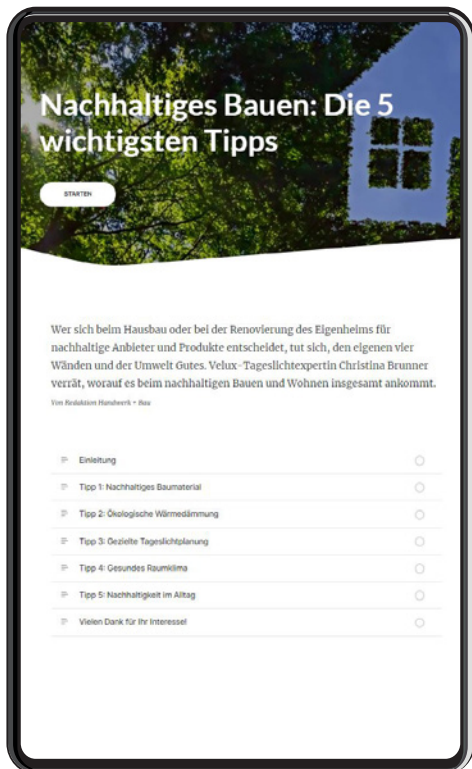 Nachhaltiges Bauen: Die 5
wichtigsten Tipps
STARTEN
Wer sich beim Hausbau oder bei der Renovierung des Eigenheims für
nachhaltige Anbieter und Produkte entscheidet, tut sich, den eigenen vier
Wänden und der Umwelt Gutes. Velux-Tageslichtexpertin Christina Brunner
verrät, worauf es beim nachhaltigen Bauen und Wohnen insgesamt ankommt.
Von Redaktion Handwerk + Bau
Einleitung
Tipp 1: Nachhaltiges Baumaterial
Tipp 2: Ökologische Wärmedämmung
Tipp 3: Gezielte Tageslichtplanung
Tipp 4: Gesundes Raumklima
Tipp 5: Nachhaltigkeit im Alltag
Vielen Dank für Ihr Interesse!